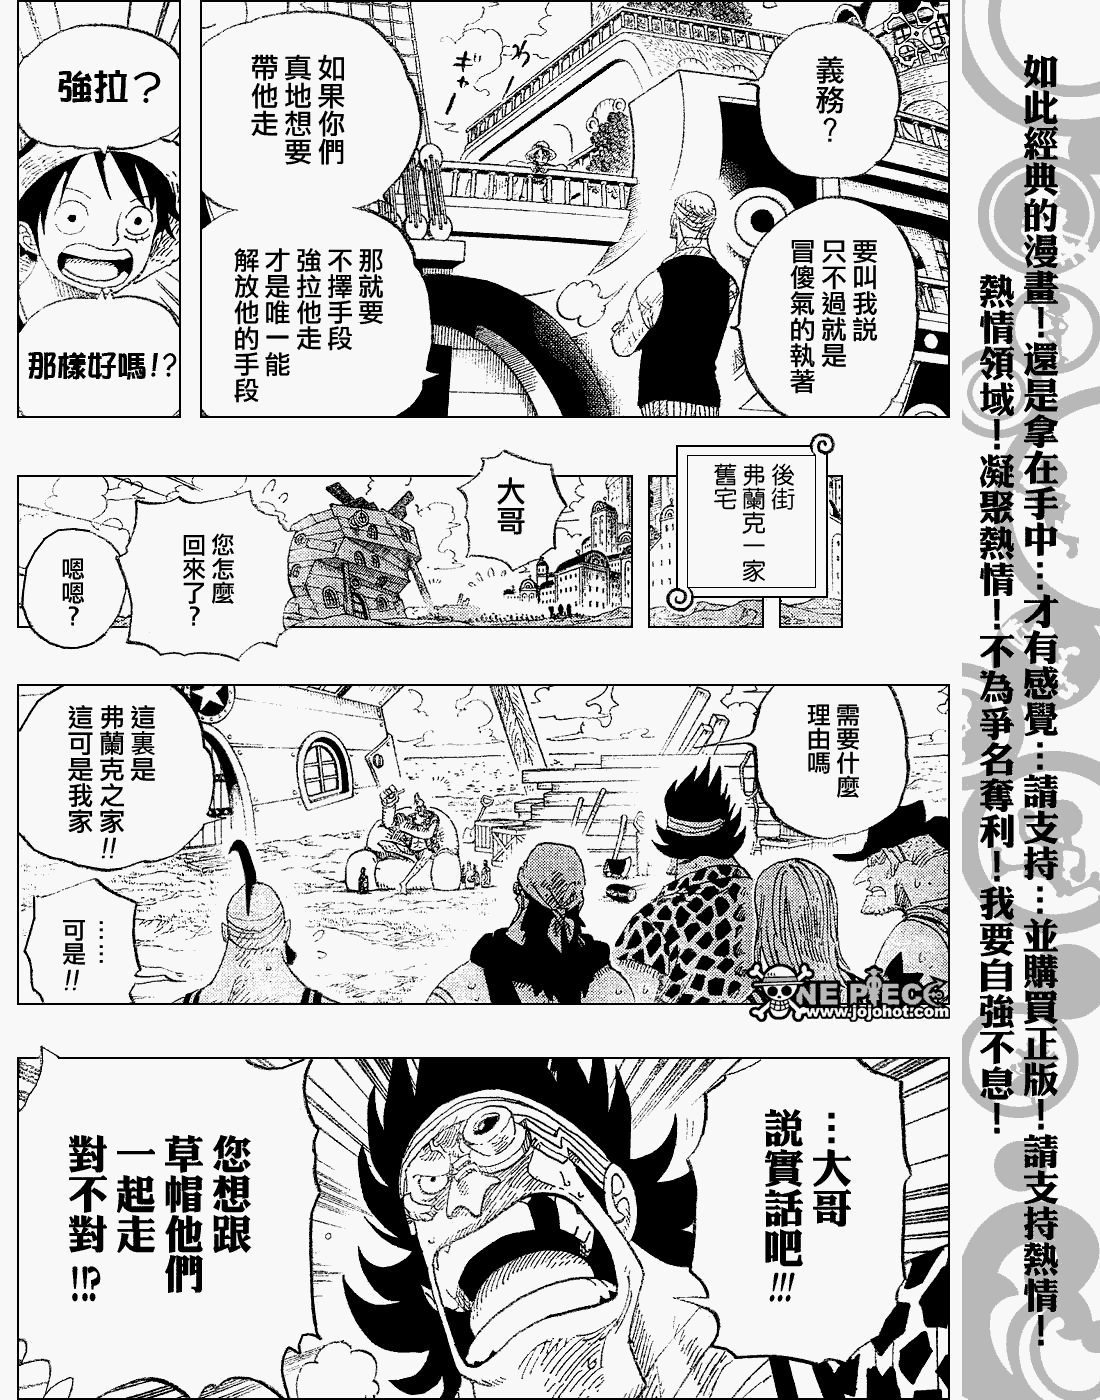 義務？
要叫我説
只不過就是
冒傻氣的執著
わ
ギャー
如果你們
真地想要
帶他走
那就要
不擇手段
強拉他走
才是唯一能
解放他的手段
強拉？
那樣好嗎!?
後街
弗蘭克一家
舊宅
大哥
您怎麼
回來了？
嗯嗯？
需要什麼
理由嗎
這裏是
弗蘭克之家
這可是我家!!
……
可是!!
ONE PIECE
www.jojohot.com
…大哥
説實話吧!!!
您想跟
草帽他們
一起走
對不對!!?
如此經典的漫畫！還是拿在手中…才有感覺…請支持…並購買正版！請支持熱情！
熱情領域！凝聚熱情！不為爭名奪利！我要自強不息！